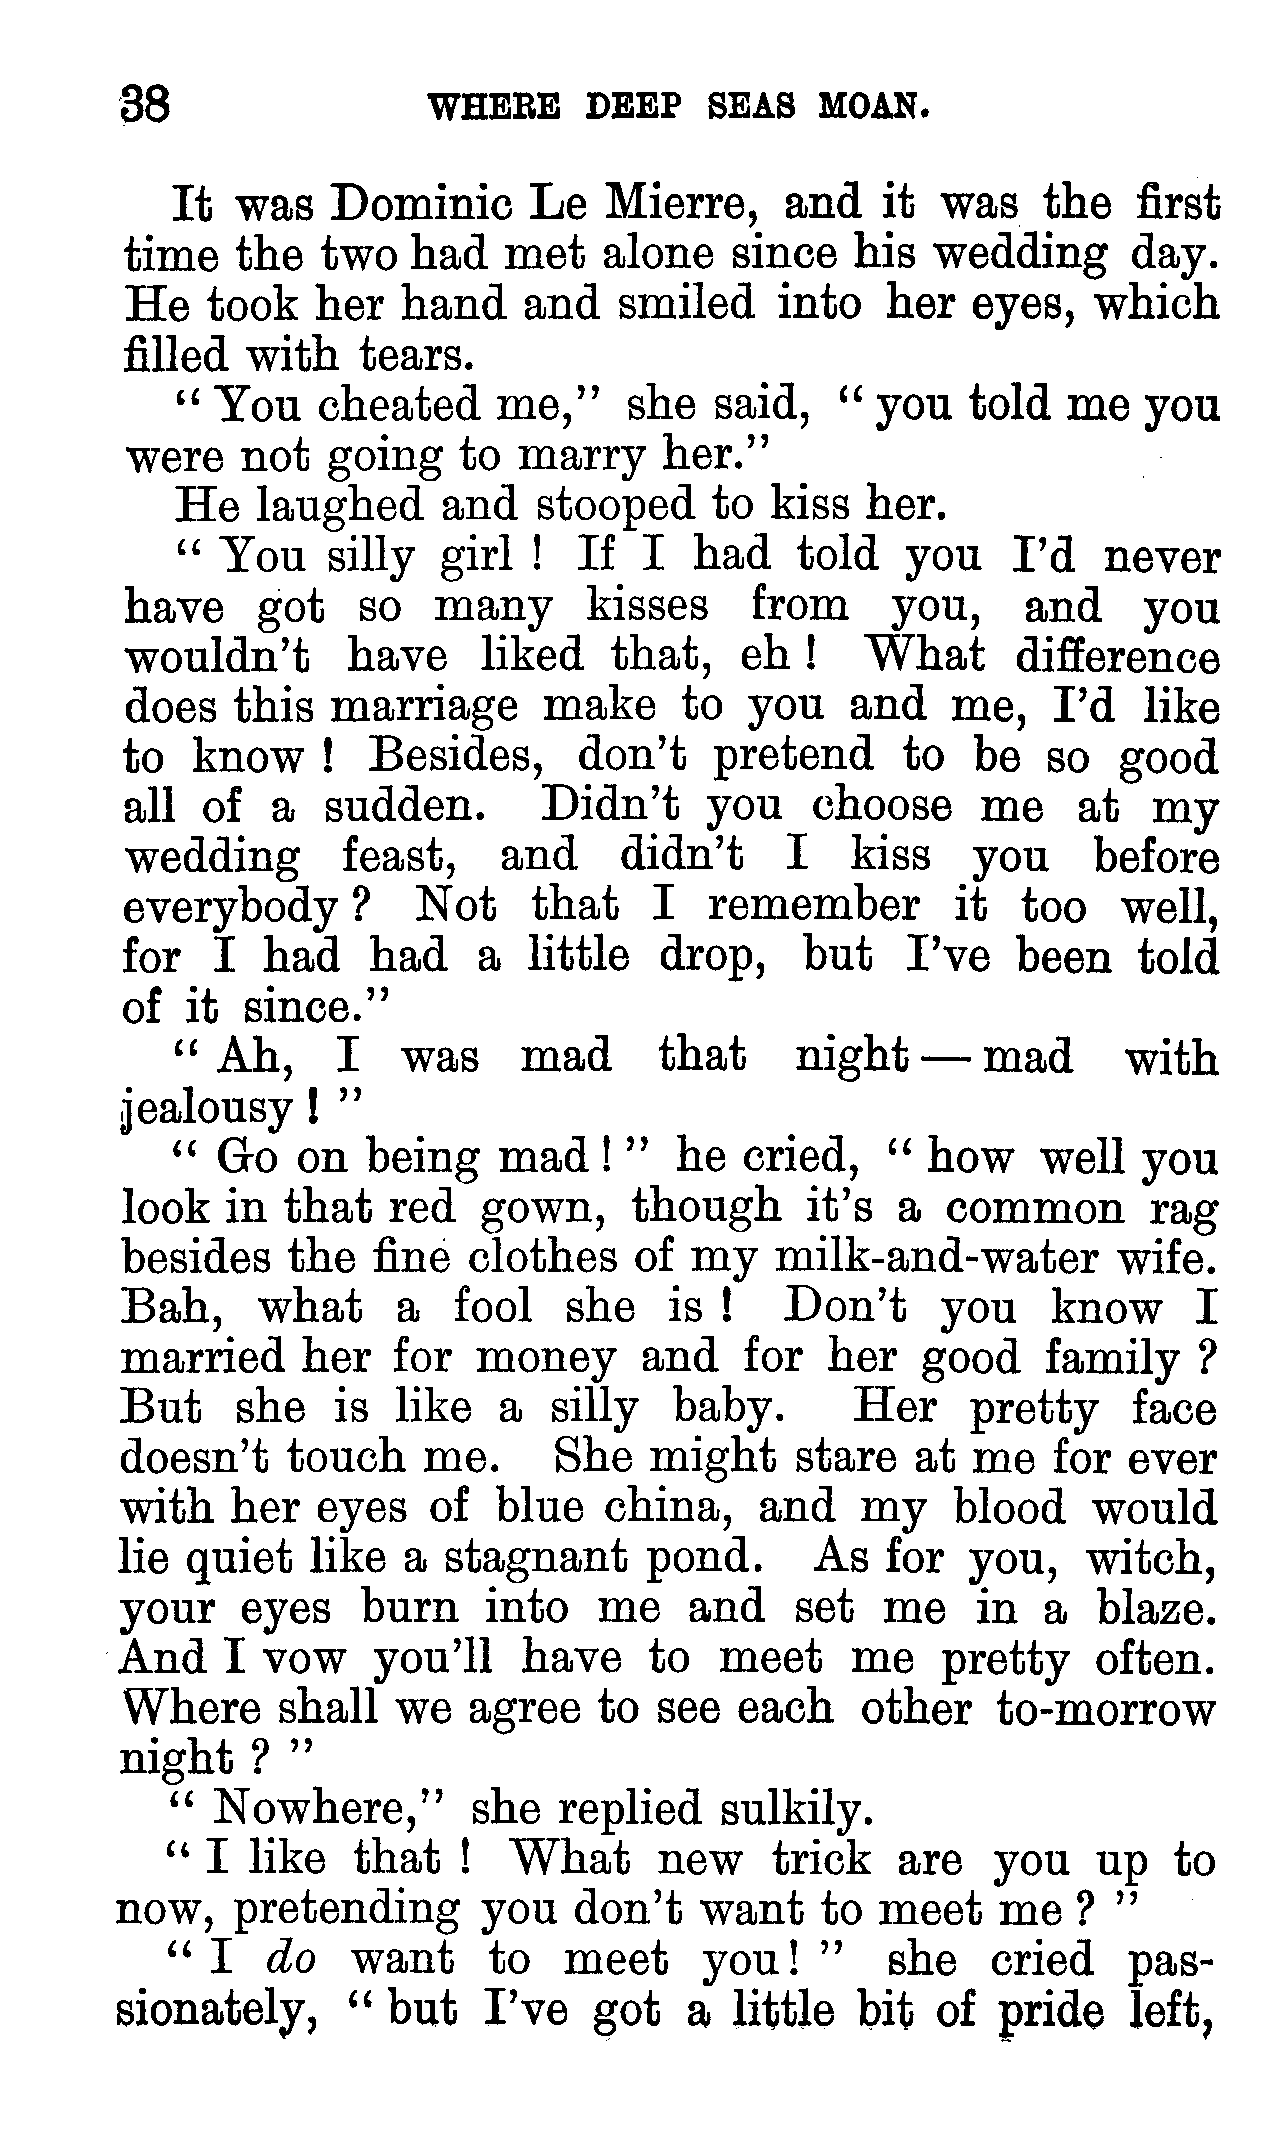 38 WHERE DEEP SEAS MOAN.
It was Dominic Le Mierre, and it was the first
time the two had met alone since his wedding day.
He took her hand and smiled into her eyes, which
filled with tears.
“ You cheated me,” she said, “ you told me you
were not going to marry her.”
He laughed and stooped to kiss her.
“ You silly girl ! If I had told you I’d never
have got so many kisses from you, and you
wouldn’t have liked that, eh ! What difference
does this marriage make to you and me, I’d like
to know ! Besides, don’t pretend to be so good
all of a sudden. Didn’t you choose me at my
wedding feast, and didn’t I kiss you before
everybody ? Not that I remember it too well,
for I had had a little drop, but I’ve been told
of it since.”
“ Ah, I was mad that night — mad with
jealousy ! ”
“ Go on being mad ! ” he cried, “ how well you
look in that red gown, though it’s a common rag
besides the fine clothes of my milk-and-water wife.
Bah, what a fool she is ! Don’t you know I
married her for money and for her good family ?
But she is like a silly baby. Her pretty face
doesn’t touch me. She might stare at me for ever
with her eyes of blue china, and my blood would
lie quiet like a stagnant pond. As for you, witch,
your eyes burn into me and set me in a blaze.
And I vow you’ll have to meet me pretty often.
Where shall we agree to see each other to-morrow
night ? ”
“ Nowhere,” she replied sulkily.
“ I like that ! What new trick are you up to
now, pretending you don’t want to meet me ? ”
“ I do want to meet you ! ” she cried pas-
sionately, “ but I’ve got a little bit of pride left,